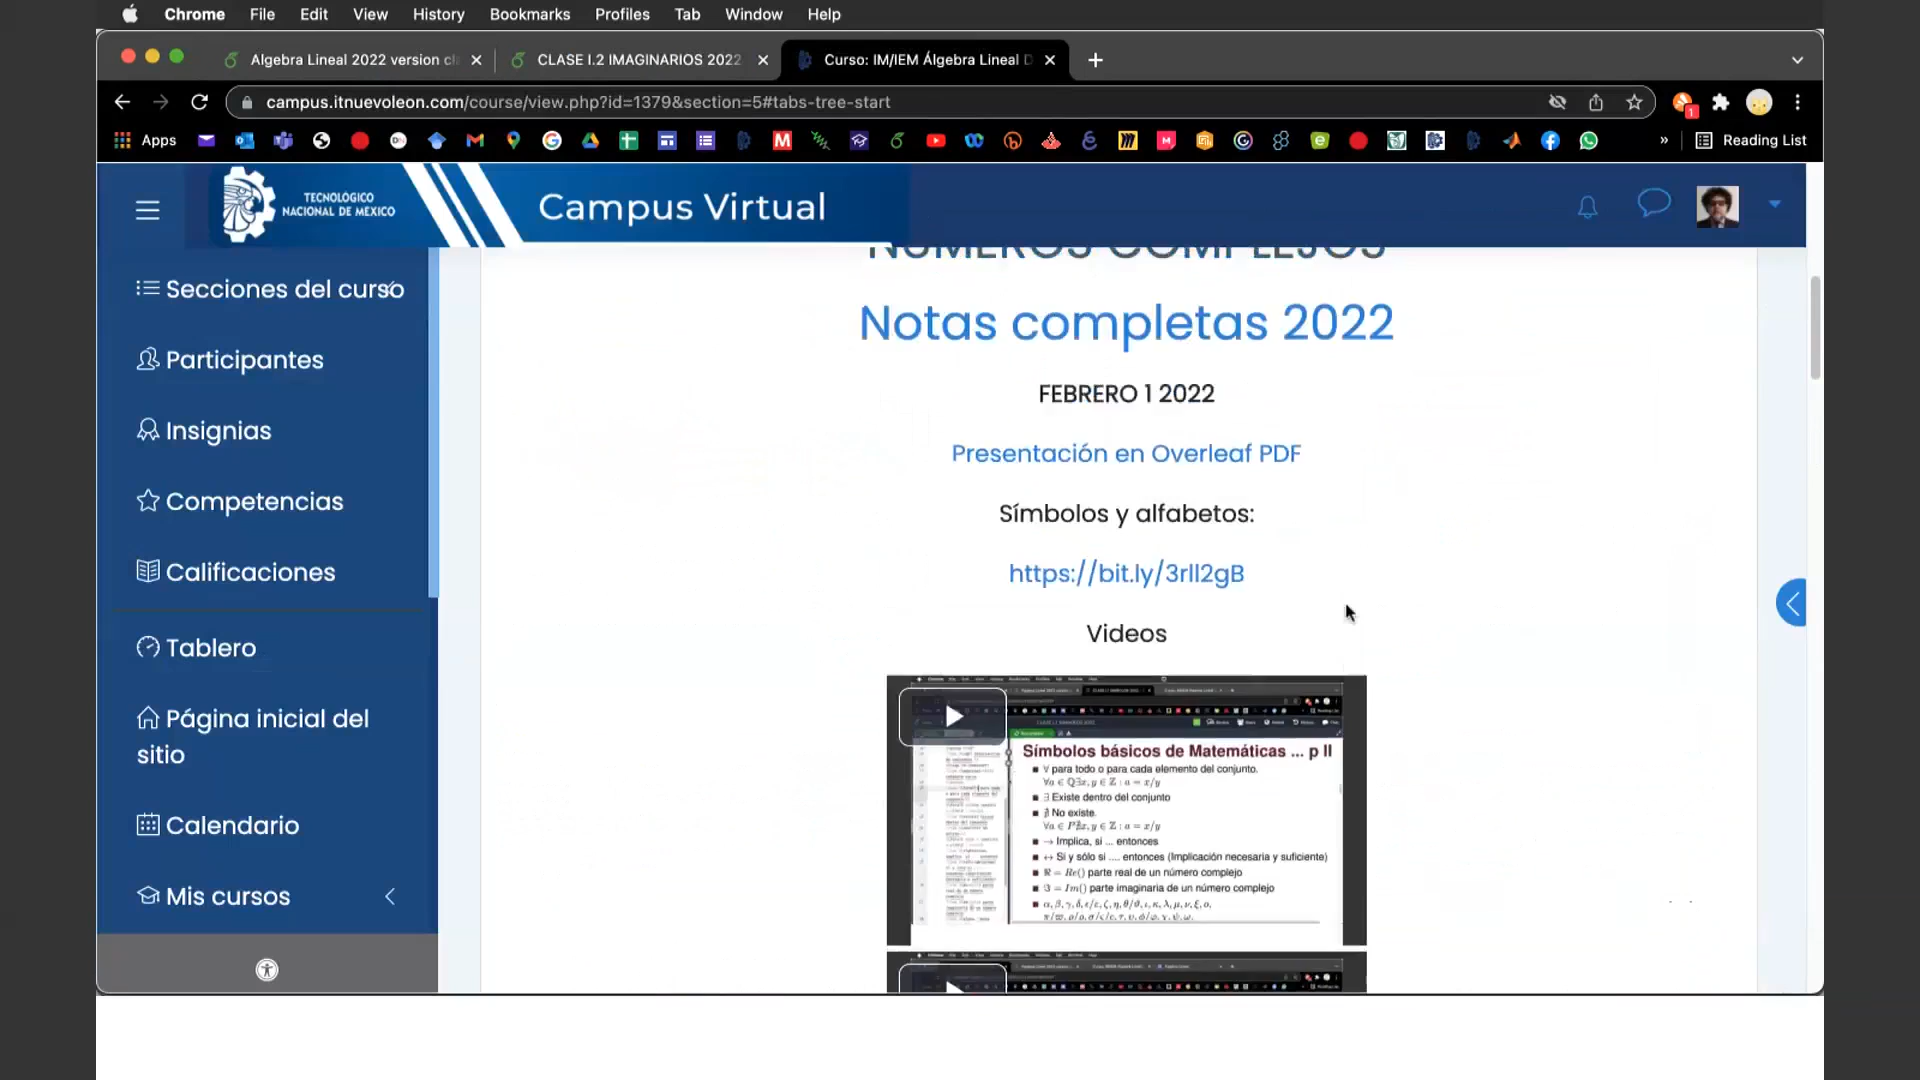 Chrome File Edit View History Bookmarks Profiles Tab Window Help
Algebra Lineal 2022 version cl
CLASE I.2 IMAGINARIOS 2022
Curso: IM/IEM Álgebra Lineal D
campus.itnuevoleon.com/course/view.php?id=1379&section=5#tabs-tree-start
Apps
Reading List
TECNOLÓGICO
NACIONAL DE MÉXICO
Campus Virtual
Secciones del curso
Participantes
Insignias
Competencias
Calificaciones
Tablero
Página inicial del
sitio
Calendario
Mis cursos
NÚMEROS COMPLEJOS
Notas completas 2022
FEBRERO 1 2022
Presentación en Overleaf PDF
Símbolos y alfabetos:
https://bit.ly/3rll2gB
Videos
Símbolos básicos de Matemáticas ... p II
∀ para todo o para cada elemento del conjunto.
∀a ∈ ℚ∃x, y ∈ ℤ : a = x/y
∃ Existe dentro del conjunto
∄ No existe.
∀a ∈ P∄x, y ∈ ℤ : a = x/y
→ Implica, si ... entonces
↔ Si y sólo si .... entonces (Implicación necesaria y suficiente)
ℜ = Re() parte real de un número complejo
ℑ = Im() parte imaginaria de un número complejo